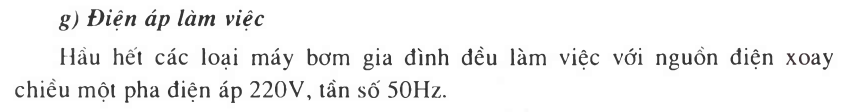 g) Điện áp làm việc
Hầu hết các loại máy bơm gia đình đều làm việc với nguồn điện xoay
chiều một pha điện áp 220V, tần số 50Hz.